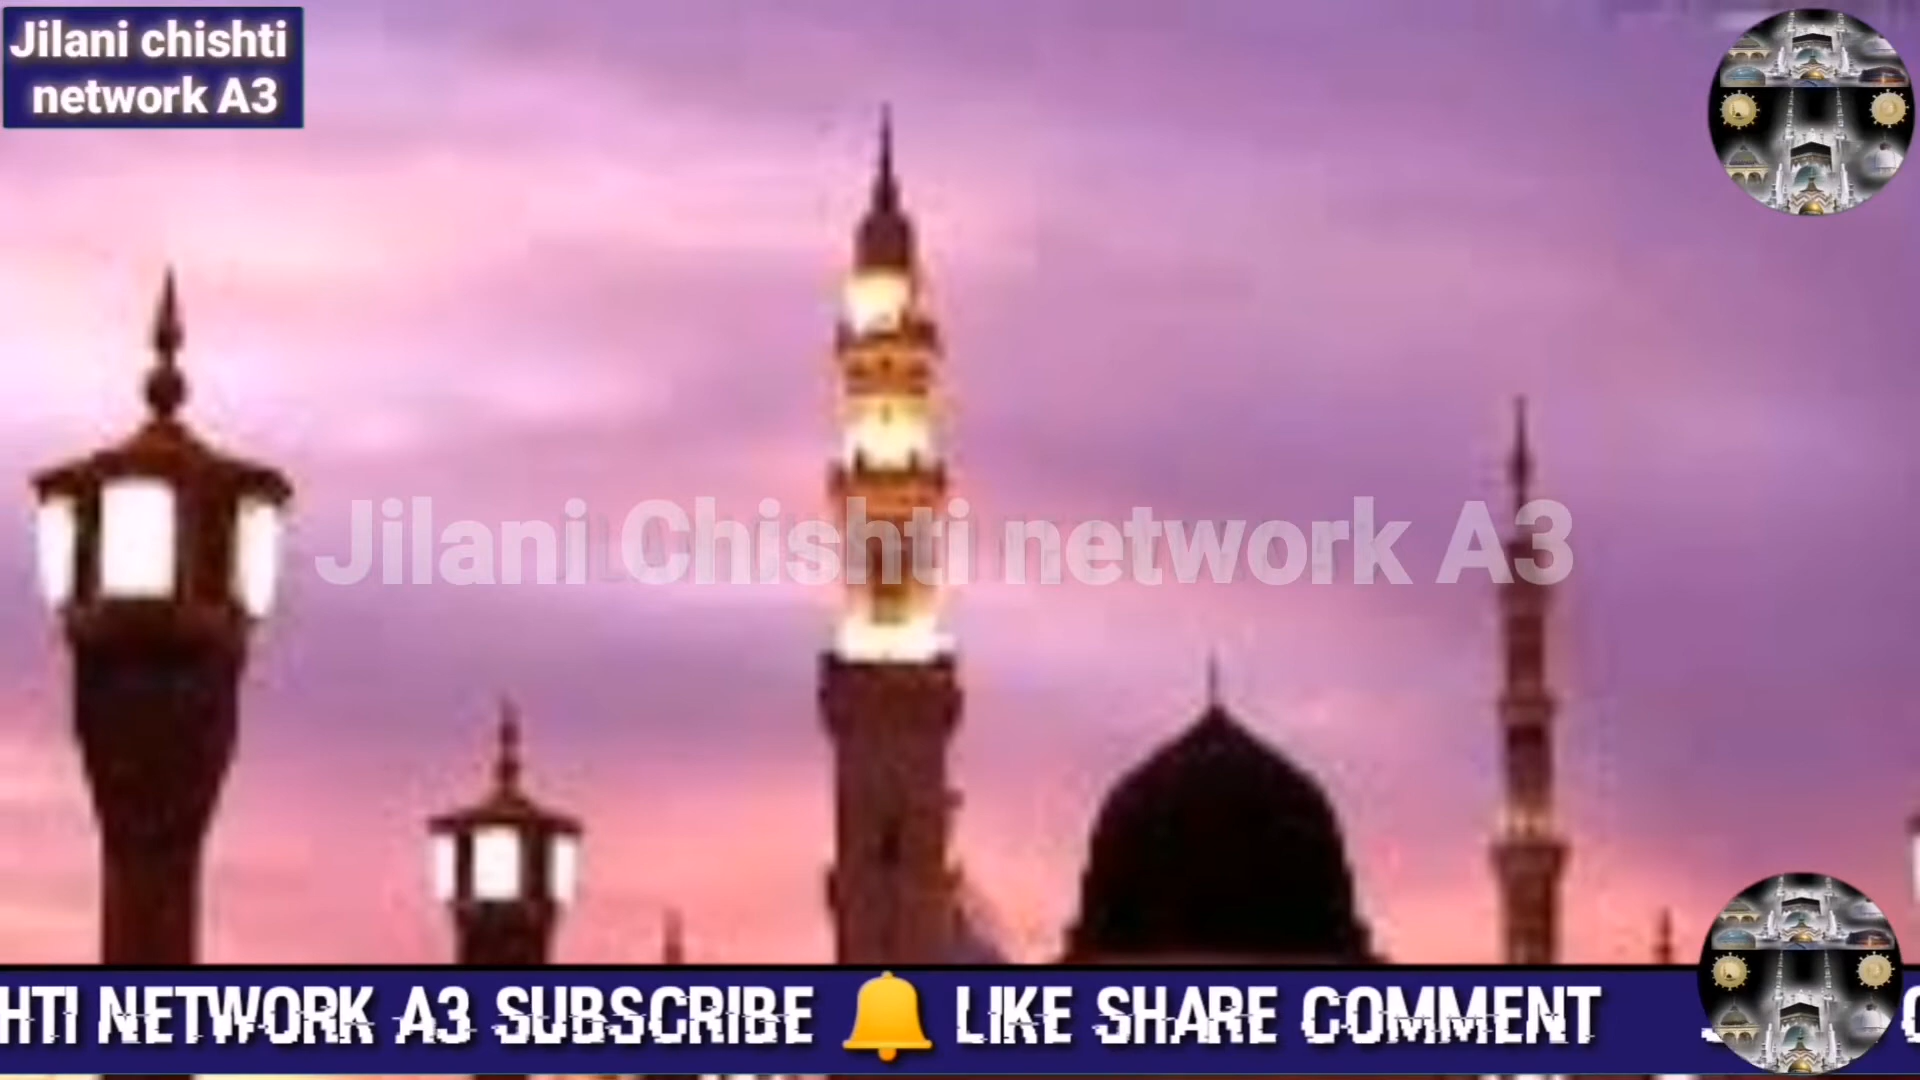 Jilani chishti
network A3
Jilani Chishti network A3
HTI NETWORK A3 SUBSCRIBE 🔔 LIKE SHARE COMMENT